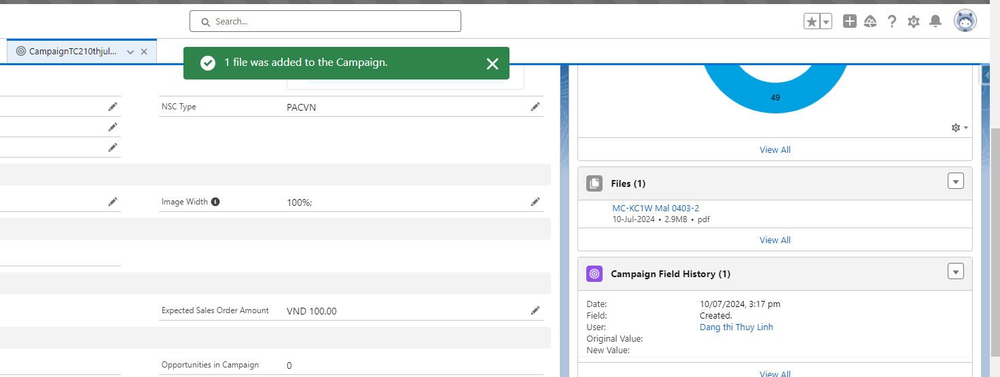 Search...
CampaignTC210thjul...
1 file was added to the Campaign.
NSC Type PACVN
Image Width 100%;
Expected Sales Order Amount VND 100.00
Opportunities in Campaign 0
49
View All
Files (1)
MC-KC1W Mal 0403-2
10-Jul-2024 • 2.9MB • pdf
View All
Campaign Field History (1)
Date: 10/07/2024, 3:17 pm
Field: Created.
User: Dang thi Thuy Linh
Original Value:
New Value:
View All